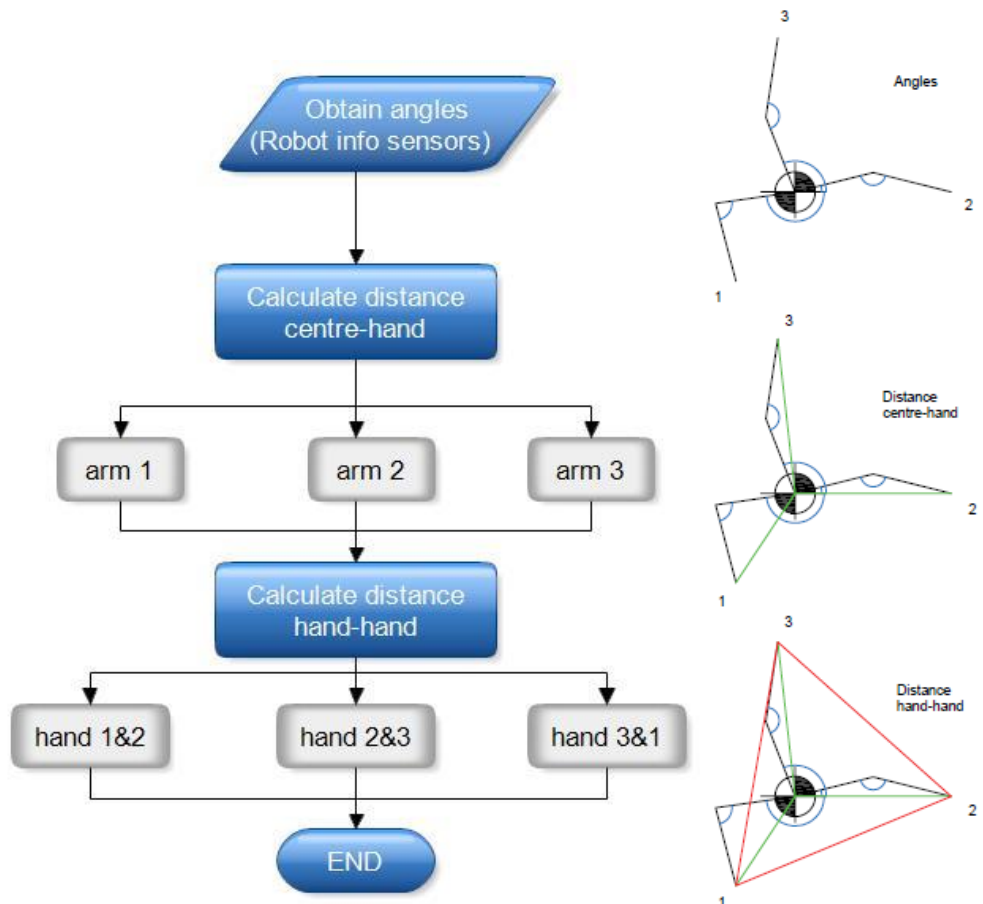 Obtain angles
(Robot info sensors)
Calculate distance
centre-hand
arm 1
arm 2
arm 3
Calculate distance
hand-hand
hand 1&2
hand 2&3
hand 3&1
END
3
Angles
2
1
3
Distance
centre-hand
2
1
3
Distance
hand-hand
2
1